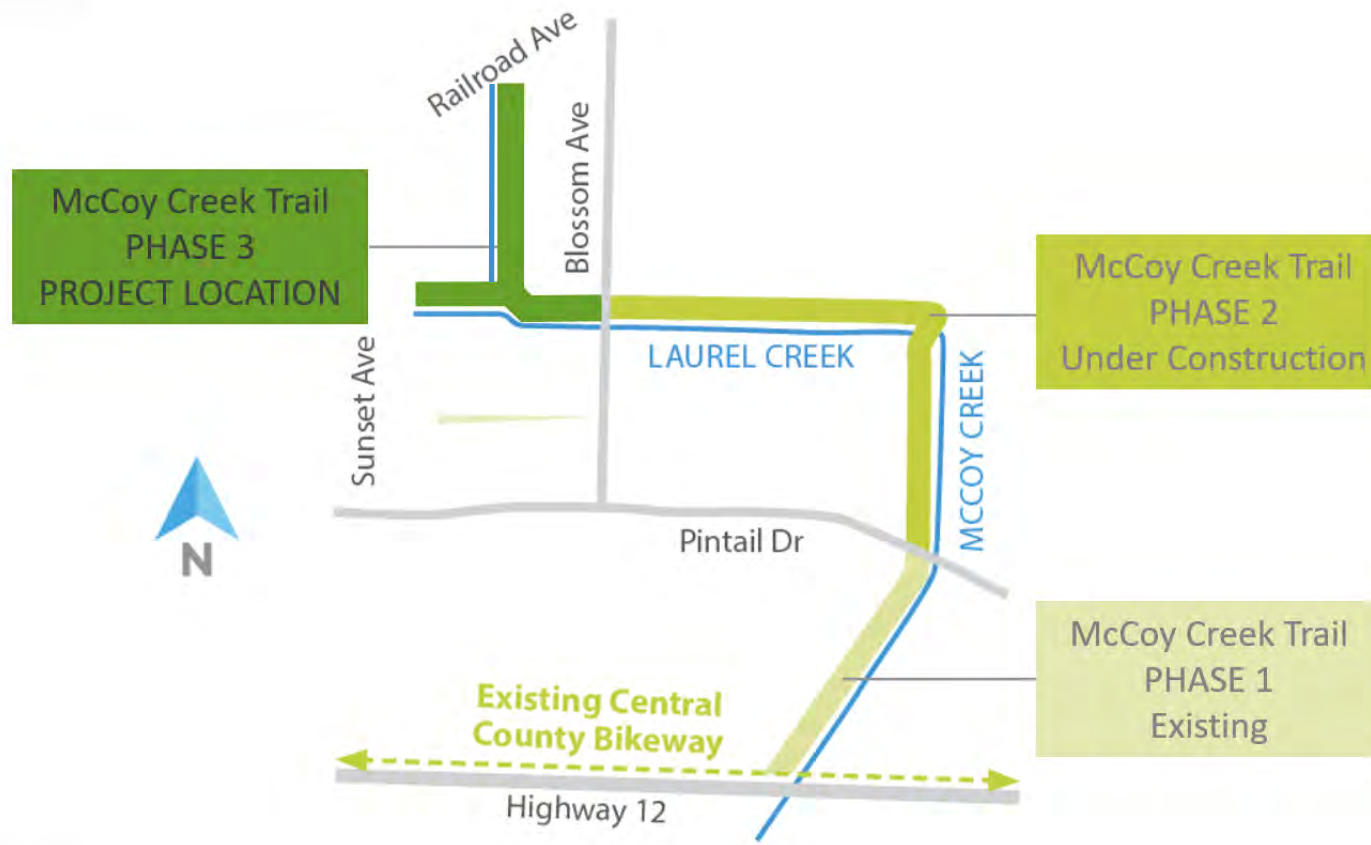 Railroad Ave
Blossom Ave
McCoy Creek Trail
PHASE 3
PROJECT LOCATION
McCoy Creek Trail
PHASE 2
Under Construction
LAUREL CREEK
Sunset Ave
MCCOY CREEK
N
Pintail Dr
McCoy Creek Trail
PHASE 1
Existing
Existing Central
County Bikeway
Highway 12